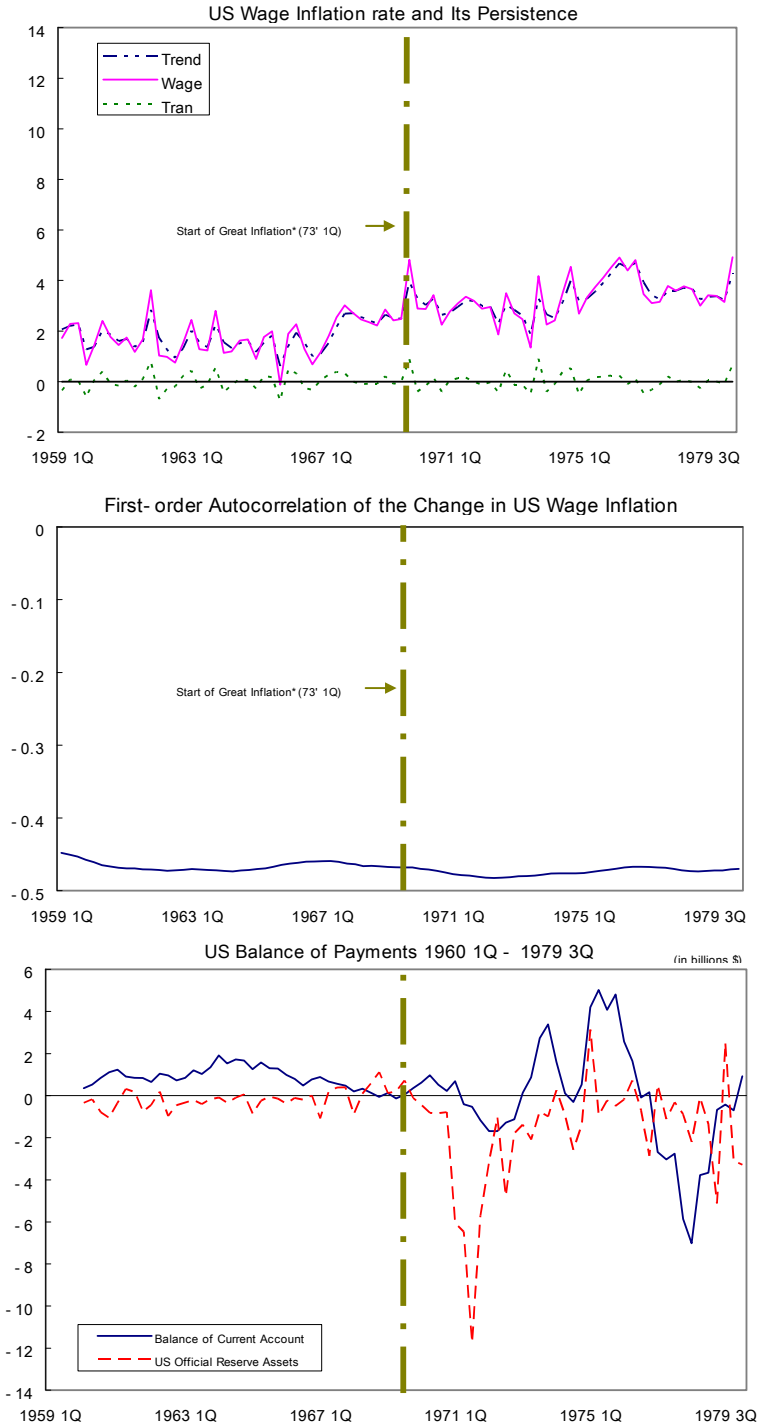 US Wage Inflation rate and Its Persistence
14
12
10
8
6
4
2
0
- 2
Trend
Wage
Tran
Start of Great Inflation* (73' 1Q)
1959 1Q 1963 1Q 1967 1Q 1971 1Q 1975 1Q 1979 3Q
First- order Autocorrelation of the Change in US Wage Inflation
0
- 0.1
- 0.2
- 0.3
- 0.4
- 0.5
Start of Great Inflation* (73' 1Q)
1959 1Q 1963 1Q 1967 1Q 1971 1Q 1975 1Q 1979 3Q
US Balance of Payments 1960 1Q - 1979 3Q
(in billions $)
6
4
2
0
- 2
- 4
- 6
- 8
- 10
- 12
- 14
Balance of Current Account
US Official Reserve Assets
1959 1Q 1963 1Q 1967 1Q 1971 1Q 1975 1Q 1979 3Q